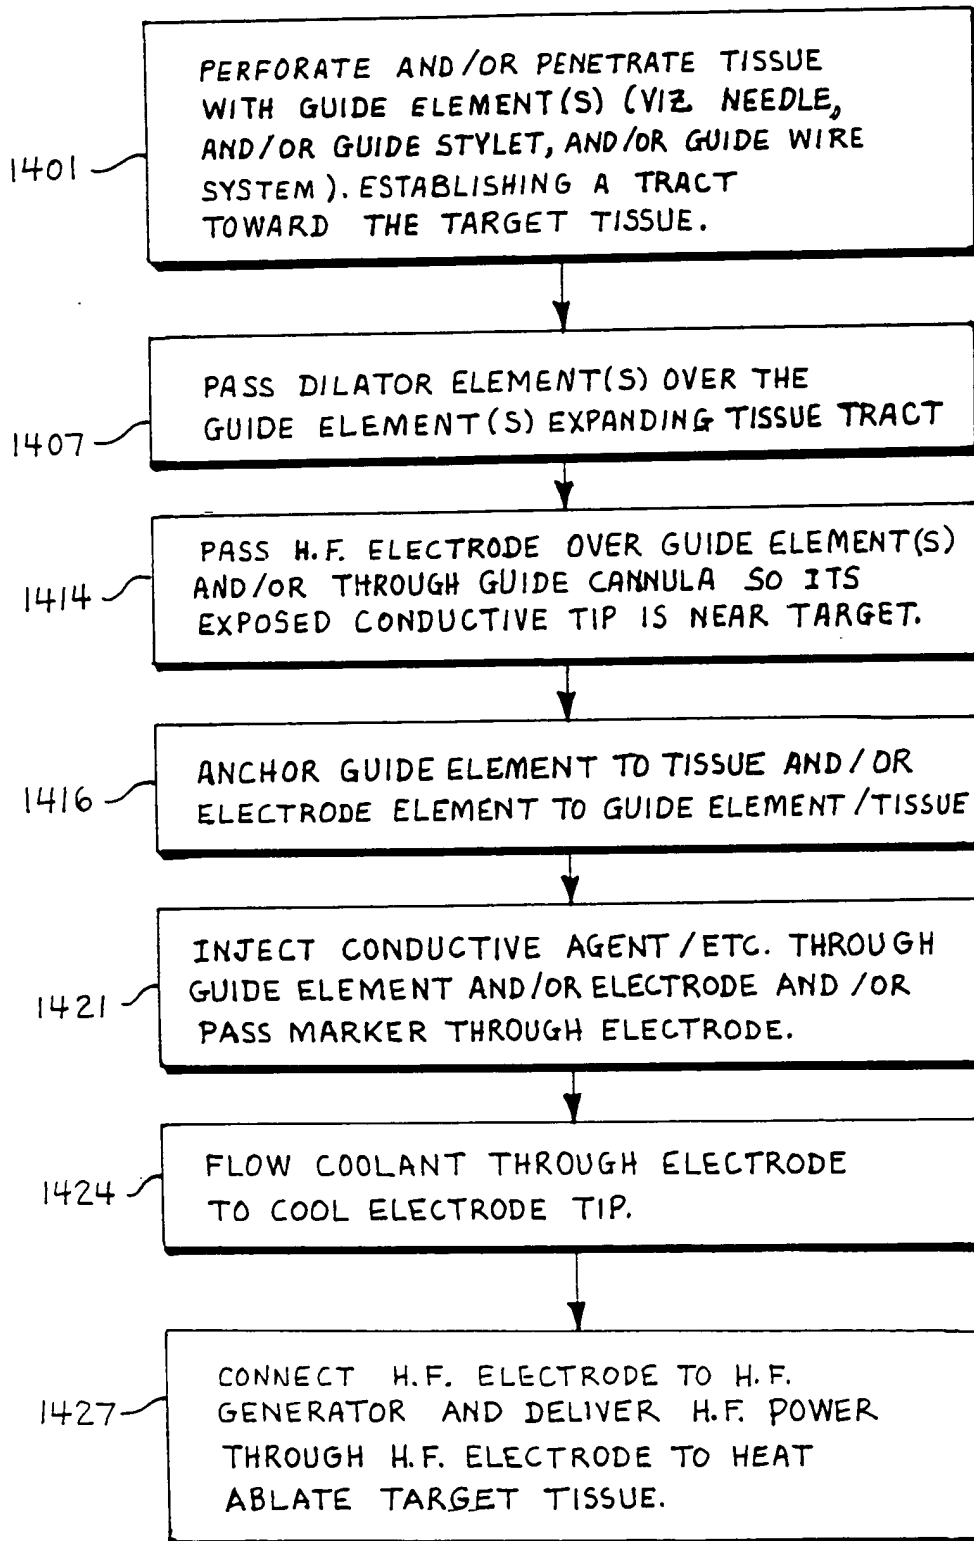 PERFORATE AND/OR PENETRATE TISSUE
WITH GUIDE ELEMENT(S) (VIZ NEEDLE,
AND/OR GUIDE STYLET, AND/OR GUIDE WIRE
SYSTEM). ESTABLISHING A TRACT
TOWARD THE TARGET TISSUE.
1401
PASS DILATOR ELEMENT(S) OVER THE
GUIDE ELEMENT(S) EXPANDING TISSUE TRACT
1407
PASS H.F. ELECTRODE OVER GUIDE ELEMENT(S)
AND/OR THROUGH GUIDE CANNULA SO ITS
EXPOSED CONDUCTIVE TIP IS NEAR TARGET.
1414
ANCHOR GUIDE ELEMENT TO TISSUE AND/OR
ELECTRODE ELEMENT TO GUIDE ELEMENT/TISSUE
1416
INJECT CONDUCTIVE AGENT/ETC. THROUGH
GUIDE ELEMENT AND/OR ELECTRODE AND/OR
PASS MARKER THROUGH ELECTRODE.
1421
FLOW COOLANT THROUGH ELECTRODE
TO COOL ELECTRODE TIP.
1424
CONNECT H.F. ELECTRODE TO H.F.
GENERATOR AND DELIVER H.F. POWER
THROUGH H.F. ELECTRODE TO HEAT
ABLATE TARGET TISSUE.
1427